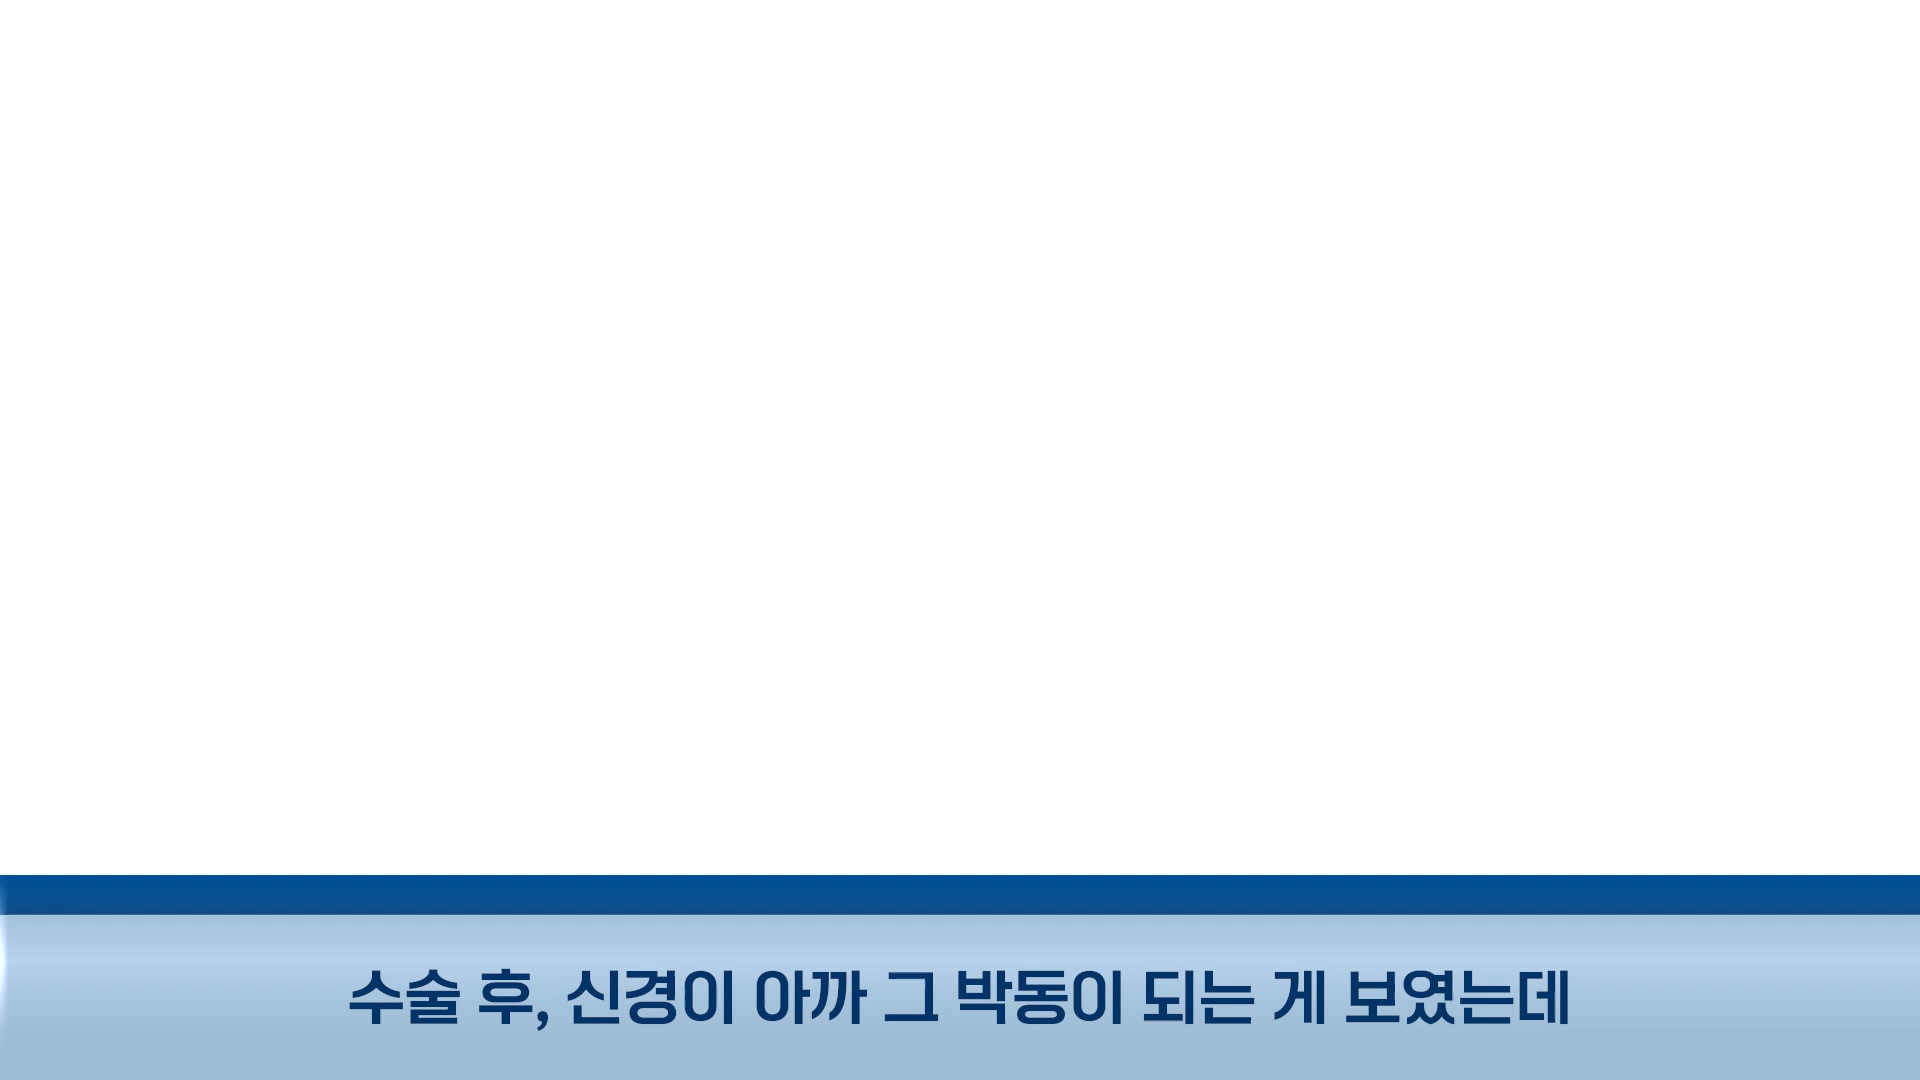 수술 후, 신경이 아까 그 박동이 되는 게 보였는데